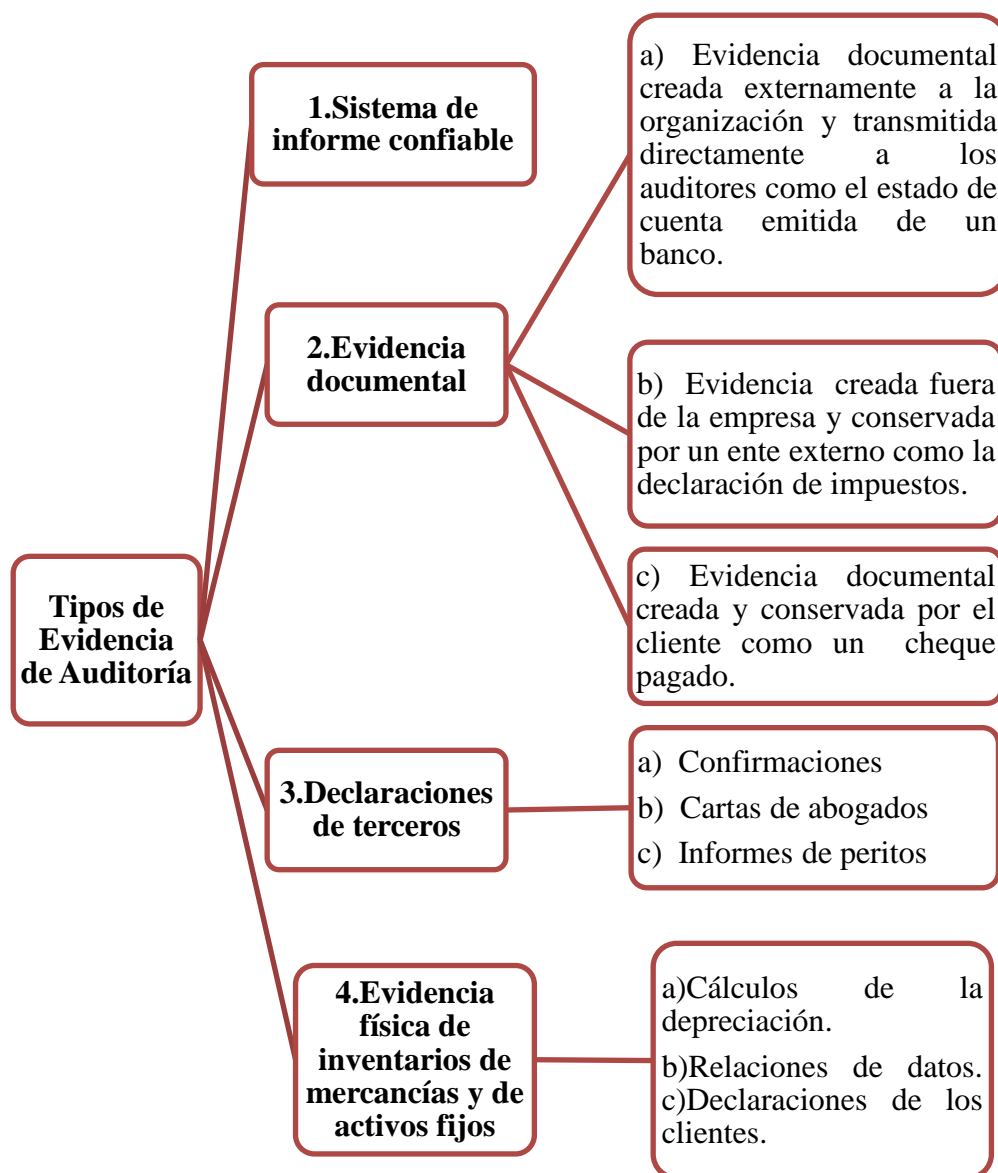 Tipos de
Evidencia
de Auditoría
1.Sistema de
informe confiable
2.Evidencia
documental
a) Evidencia documental
creada externamente a la
organización y transmitida
directamente a los
auditores como el estado de
cuenta emitida de un
banco.
b) Evidencia creada fuera
de la empresa y conservada
por un ente externo como la
declaración de impuestos.
c) Evidencia documental
creada y conservada por el
cliente como un cheque
pagado.
3.Declaraciones
de terceros
a) Confirmaciones
b) Cartas de abogados
c) Informes de peritos
4.Evidencia
física de
inventarios de
mercancías y de
activos fijos
a)Cálculos de la
depreciación.
b)Relaciones de datos.
c)Declaraciones de los
clientes.